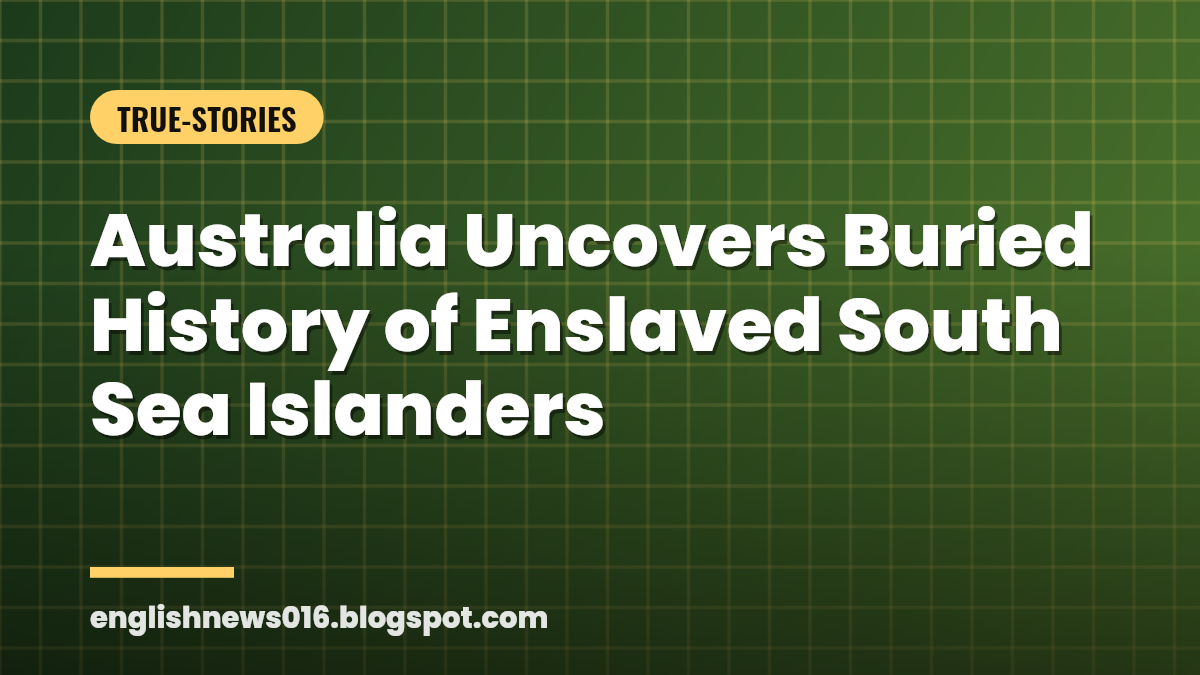 TRUE-STORIES
Australia Uncovers Buried
History of Enslaved South
Sea Islanders
englishnews016.blogspot.com